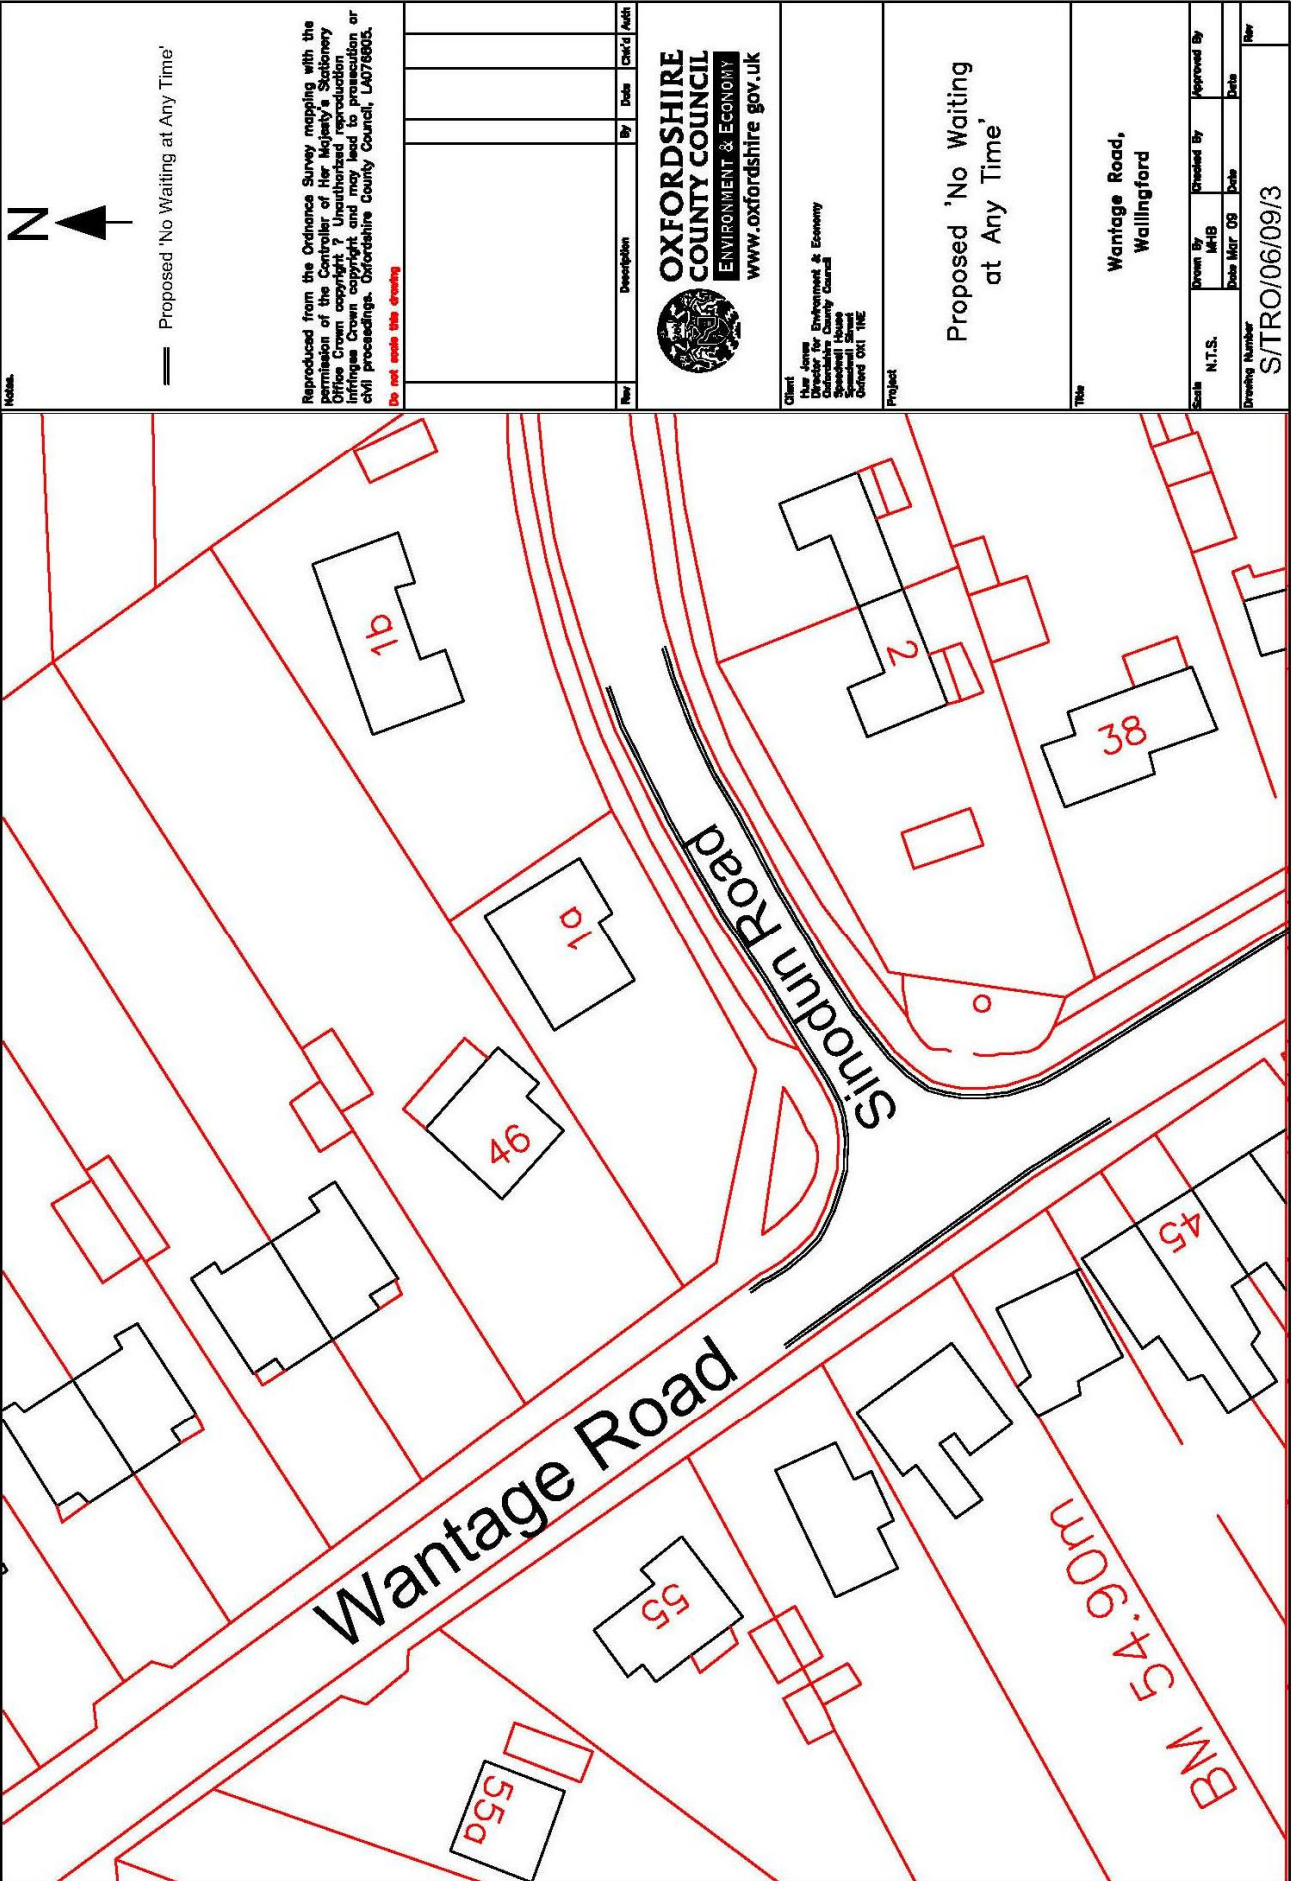 Notes.
N
Proposed 'No Waiting at Any Time'
Reproduced from the Ordnance Survey mapping with the
permission of the Controller of Her Majesty's Stationery
Office Crown copyright ? Unauthorized reproduction
infringes Crown copyright and may lead to prosecution or
civil proceedings. Oxfordshire County Council, LA076805.
Do not scale this drawing
Rev Description By Date Chk'd Auth
OXFORDSHIRE
COUNTY COUNCIL
ENVIRONMENT & ECONOMY
www.oxfordshire gov.uk
Client
Huw Jones
Director for Environment & Economy
Oxfordshire County Council
Speedwell House
Speedwell Street
Oxford OX1 1NE
Project
Proposed 'No Waiting
at Any Time'
Title
Wantage Road,
Wallingford
Scale N.T.S.
Drawn By MHB
Checked By
Approved By
Date Mar 09
Date
Date
Drawing Number
S/TRO/06/09/3
Rev
1b
2
38
1a
46
Sinodun Road
Wantage Road
45
55
55a
BM 54.90m